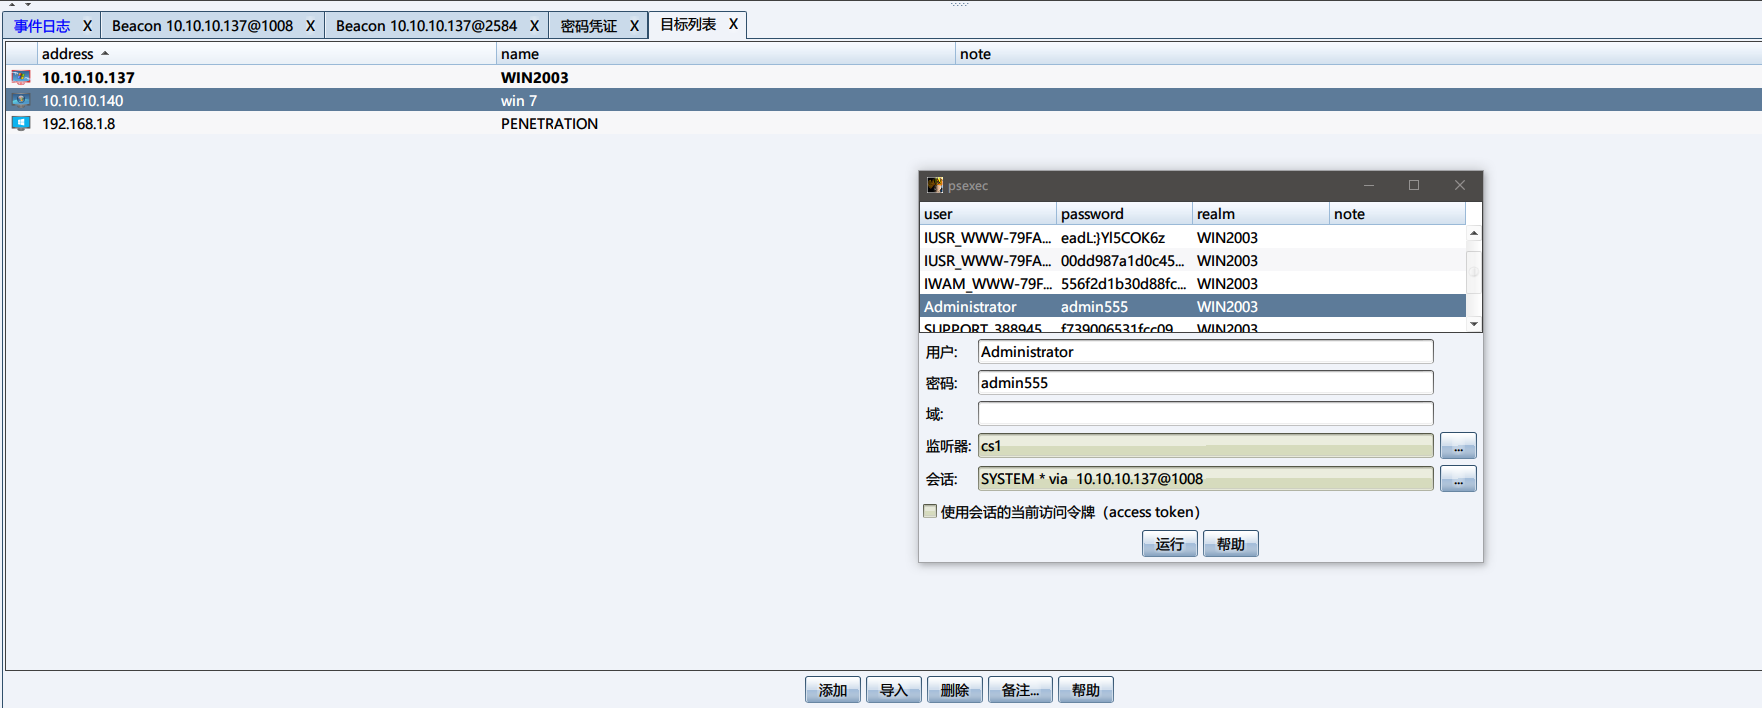 事件日志 X Beacon 10.10.10.137@1008 X Beacon 10.10.10.137@2584 X 密码凭证 X 目标列表 X
address name note
10.10.10.137 WIN2003
10.10.10.140 win 7
192.168.1.8 PENETRATION
psexec
user password realm note
IUSR_WWW-79FA... eadL:}Yl5COK6z WIN2003
IUSR_WWW-79FA... 00dd987a1d0c45... WIN2003
IWAM_WWW-79F... 556f2d1b30d88fc... WIN2003
Administrator admin555 WIN2003
SUPPORT_388945... f739006531fcc09... WIN2003
用户: Administrator
密码: admin555
域:
监听器: cs1 ...
会话: SYSTEM * via 10.10.10.137@1008 ...
使用会话的当前访问令牌（access token）
运行 帮助
添加 导入 删除 备注... 帮助